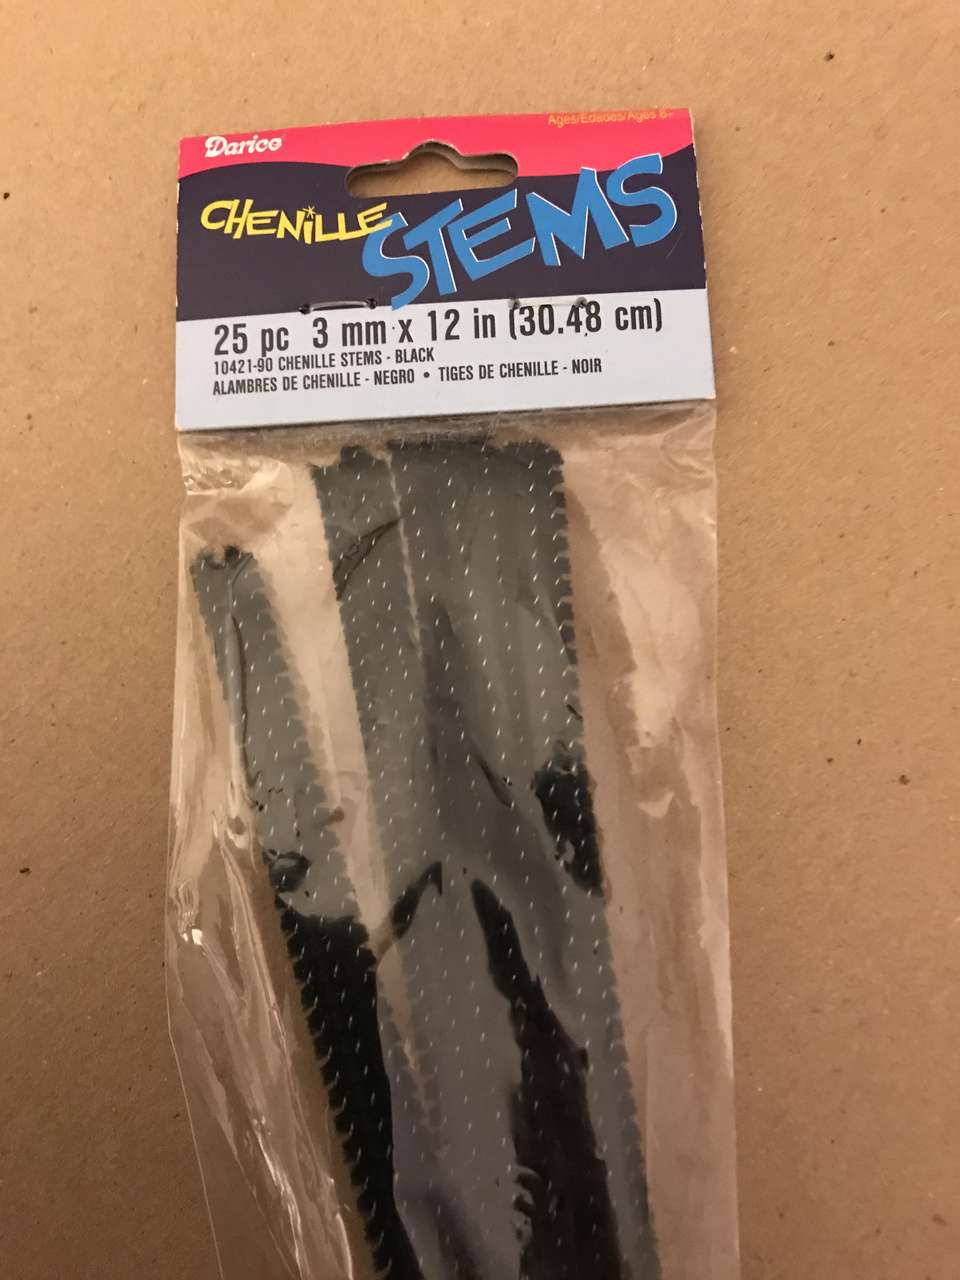 Ages/Edades/Ages 8+
Darice
CHENiLLE STEMS
25 pc 3 mm x 12 in (30.48 cm)
10421-90 CHENILLE STEMS - BLACK
ALAMBRES DE CHENILLE - NEGRO • TIGES DE CHENILLE - NOIR